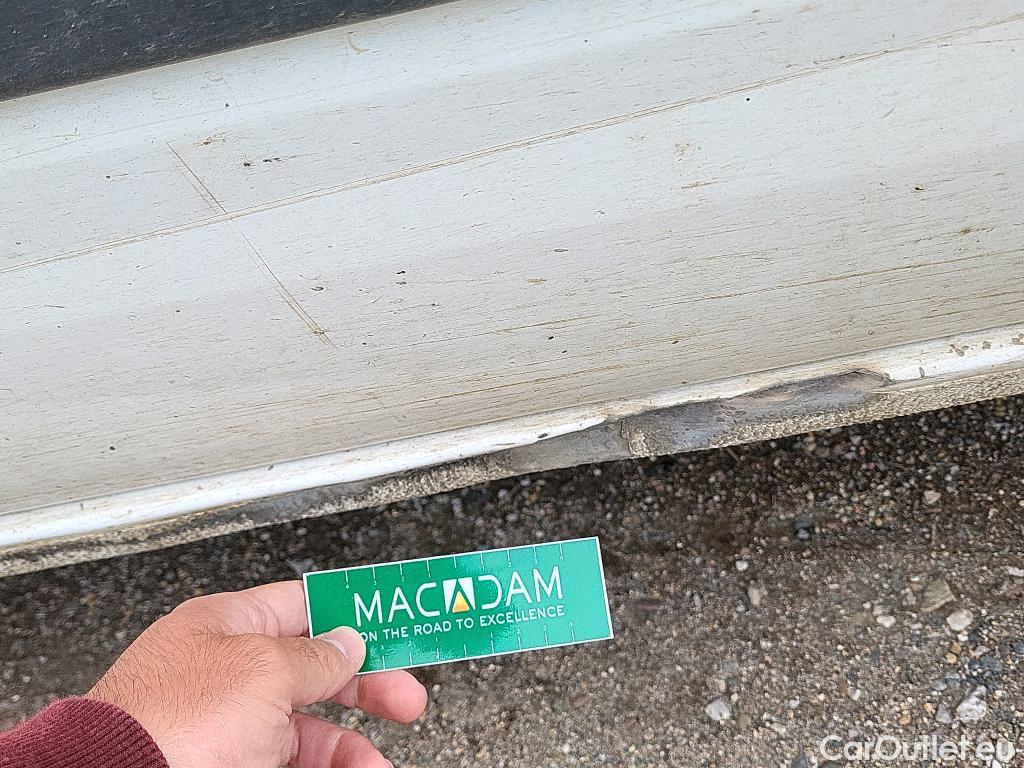 MACADAM
ON THE ROAD TO EXCELLENCE
CarOutlet.eu